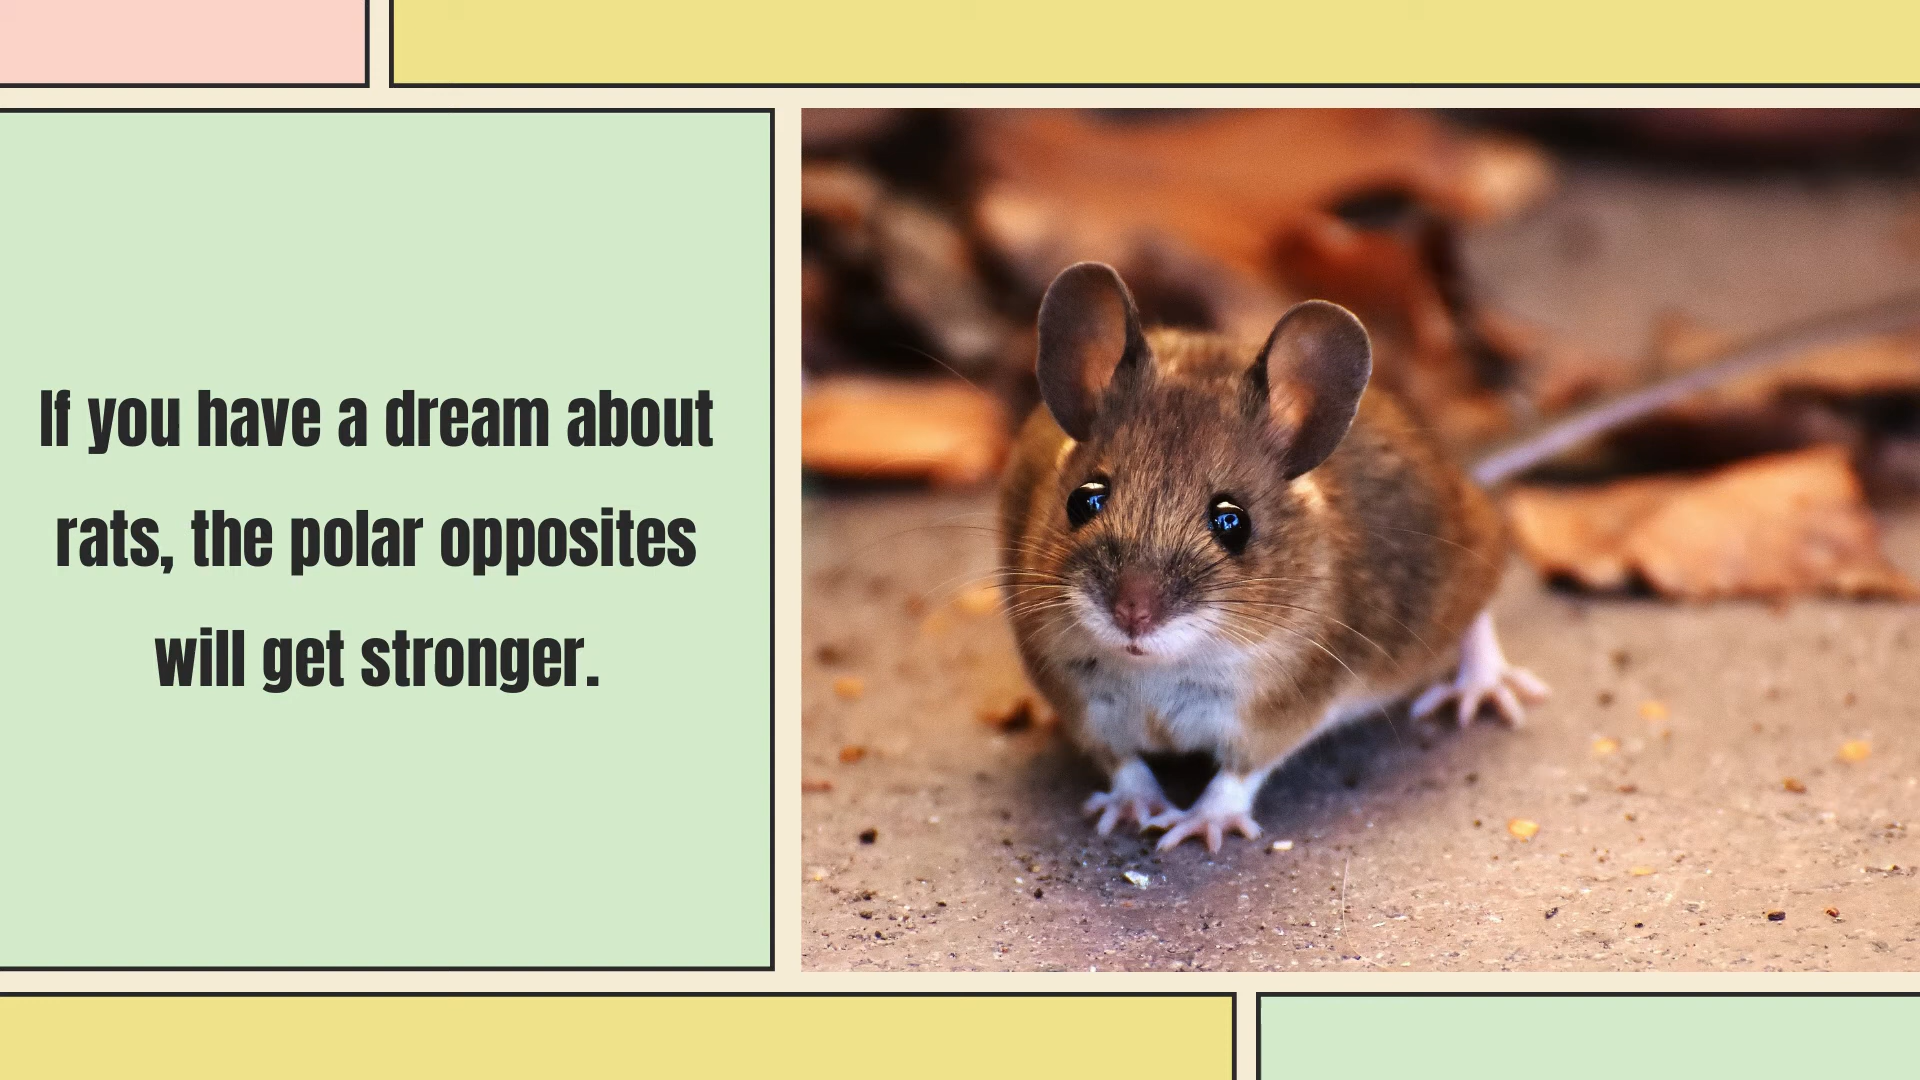 If you have a dream about
rats, the polar opposites
will get stronger.